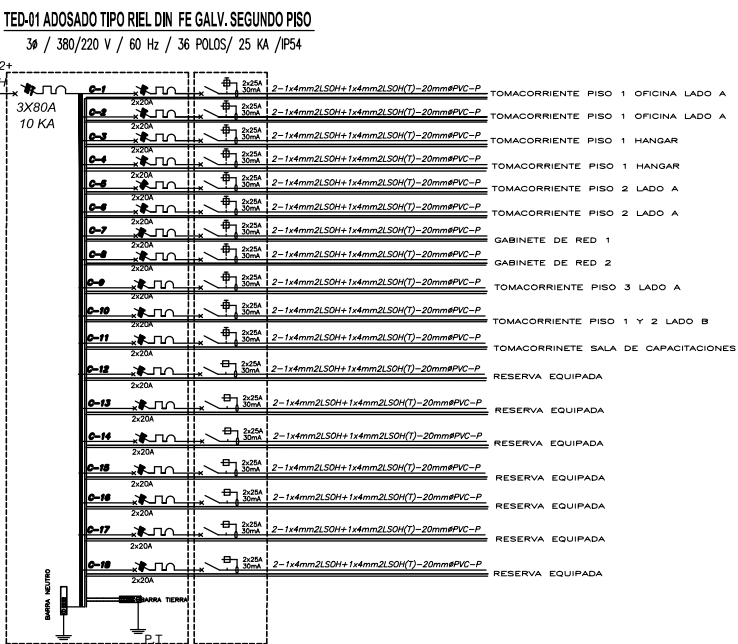 TED-01 ADOSADO TIPO RIEL DIN FE GALV. SEGUNDO PISO
3ø / 380/220 V / 60 Hz / 36 POLOS/ 25 KA /IP54
2+
3X80A
10 KA
C-1 2x20A 2x25A 30mA 2-1x4mm2LSOH+1x4mm2LSOH(T)-20mmøPVC-P TOMACORRIENTE PISO 1 OFICINA LADO A
C-2 2x20A 2x25A 30mA 2-1x4mm2LSOH+1x4mm2LSOH(T)-20mmøPVC-P TOMACORRIENTE PISO 1 OFICINA LADO A
C-3 2x20A 2x25A 30mA 2-1x4mm2LSOH+1x4mm2LSOH(T)-20mmøPVC-P TOMACORRIENTE PISO 1 HANGAR
C-4 2x20A 2x25A 30mA 2-1x4mm2LSOH+1x4mm2LSOH(T)-20mmøPVC-P TOMACORRIENTE PISO 1 HANGAR
C-5 2x20A 2x25A 30mA 2-1x4mm2LSOH+1x4mm2LSOH(T)-20mmøPVC-P TOMACORRIENTE PISO 2 LADO A
C-6 2x20A 2x25A 30mA 2-1x4mm2LSOH+1x4mm2LSOH(T)-20mmøPVC-P TOMACORRIENTE PISO 2 LADO A
C-7 2x20A 2x25A 30mA 2-1x4mm2LSOH+1x4mm2LSOH(T)-20mmøPVC-P GABINETE DE RED 1
C-8 2x20A 2x25A 30mA 2-1x4mm2LSOH+1x4mm2LSOH(T)-20mmøPVC-P GABINETE DE RED 2
C-9 2x20A 2x25A 30mA 2-1x4mm2LSOH+1x4mm2LSOH(T)-20mmøPVC-P TOMACORRIENTE PISO 3 LADO A
C-10 2x20A 2x25A 30mA 2-1x4mm2LSOH+1x4mm2LSOH(T)-20mmøPVC-P TOMACORRIENTE PISO 1 Y 2 LADO B
C-11 2x20A 2x25A 30mA 2-1x4mm2LSOH+1x4mm2LSOH(T)-20mmøPVC-P TOMACORRINETE SALA DE CAPACITACIONES
C-12 2x20A 2x25A 30mA 2-1x4mm2LSOH+1x4mm2LSOH(T)-20mmøPVC-P RESERVA EQUIPADA
C-13 2x20A 2x25A 30mA 2-1x4mm2LSOH+1x4mm2LSOH(T)-20mmøPVC-P RESERVA EQUIPADA
C-14 2x20A 2x25A 30mA 2-1x4mm2LSOH+1x4mm2LSOH(T)-20mmøPVC-P RESERVA EQUIPADA
C-15 2x20A 2x25A 30mA 2-1x4mm2LSOH+1x4mm2LSOH(T)-20mmøPVC-P RESERVA EQUIPADA
C-16 2x20A 2x25A 30mA 2-1x4mm2LSOH+1x4mm2LSOH(T)-20mmøPVC-P RESERVA EQUIPADA
C-17 2x20A 2x25A 30mA 2-1x4mm2LSOH+1x4mm2LSOH(T)-20mmøPVC-P RESERVA EQUIPADA
C-18 2x20A 2x25A 30mA 2-1x4mm2LSOH+1x4mm2LSOH(T)-20mmøPVC-P RESERVA EQUIPADA
BARRA NEUTRO
BARRA TIERRA
P.T